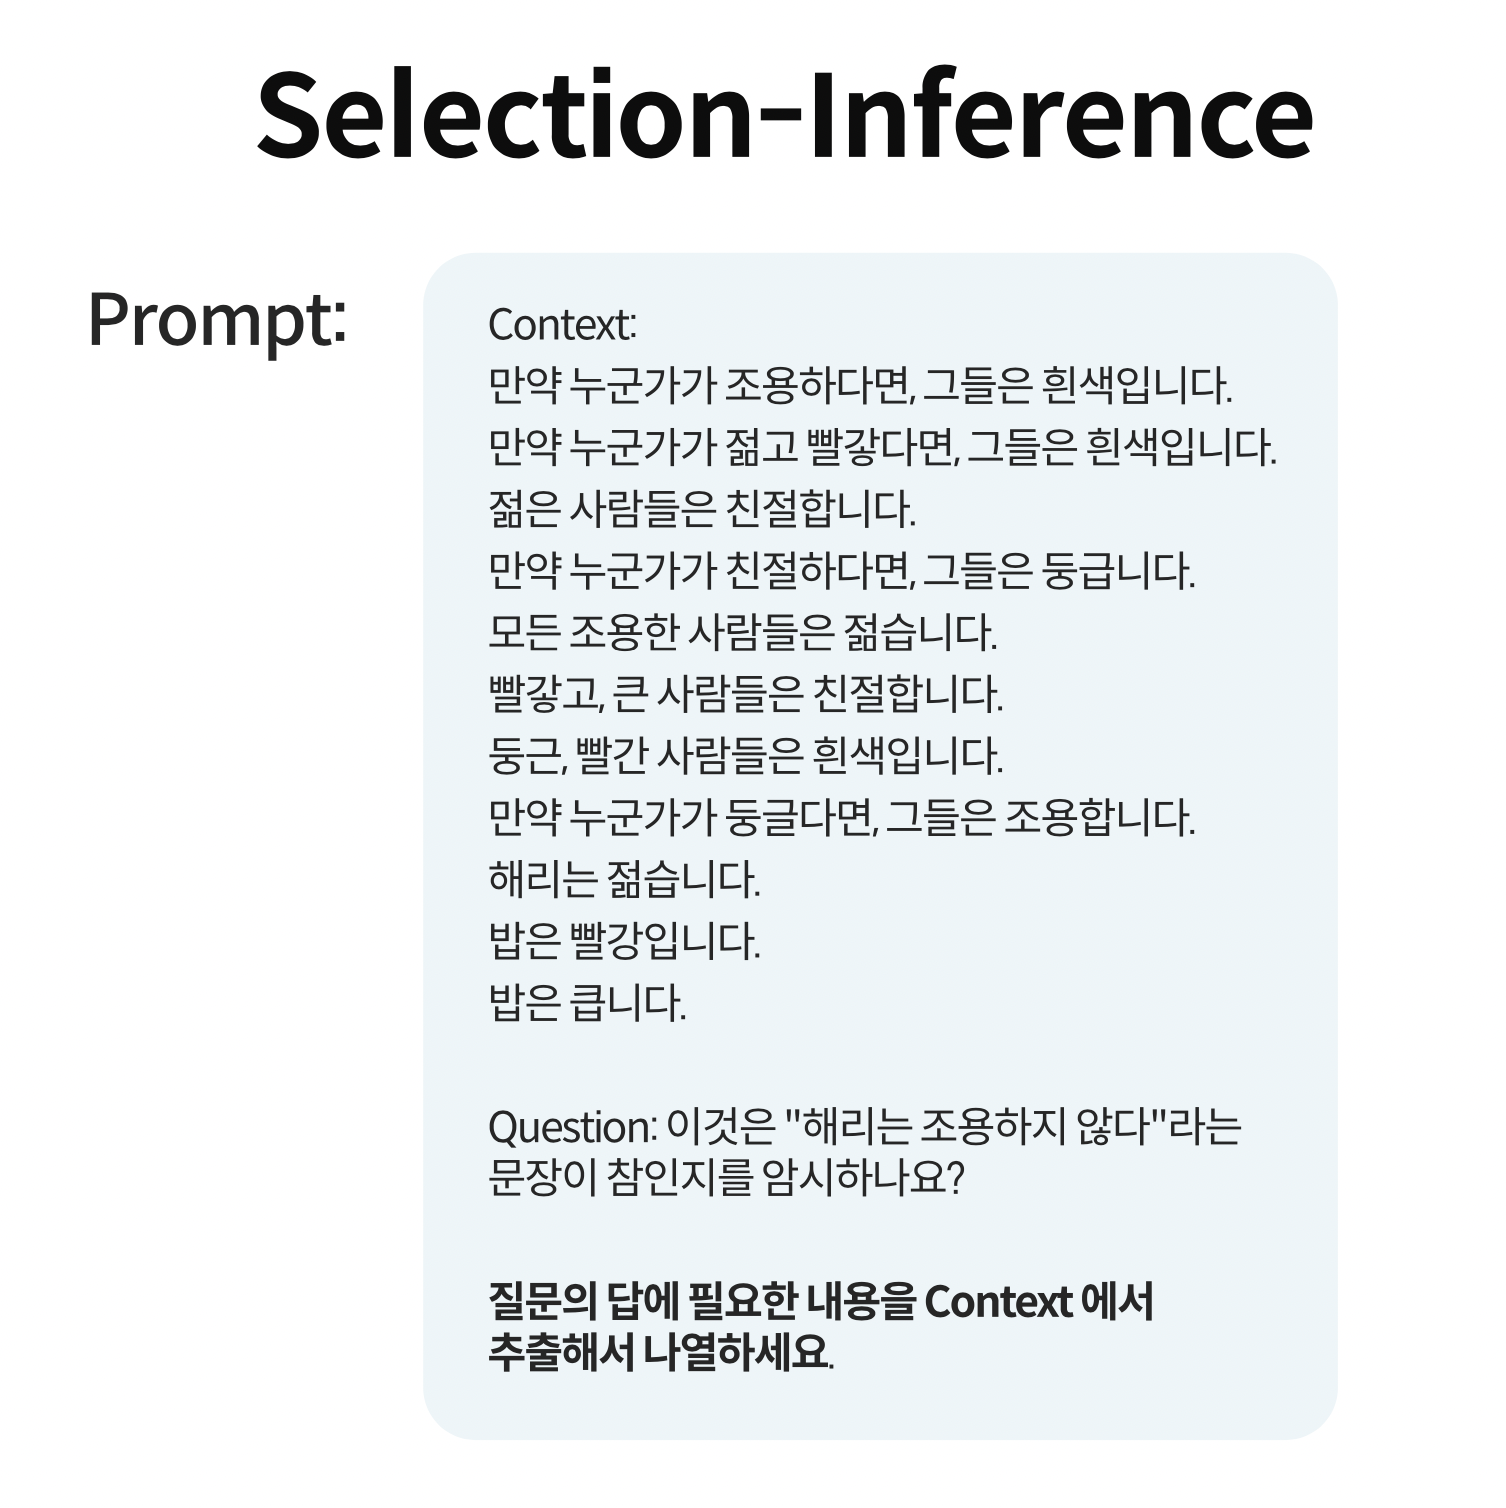 Selection-Inference
Prompt:
Context:
만약 누군가가 조용하다면, 그들은 흰색입니다.
만약 누군가가 젊고 빨갛다면, 그들은 흰색입니다.
젊은 사람들은 친절합니다.
만약 누군가가 친절하다면, 그들은 둥급니다.
모든 조용한 사람들은 젊습니다.
빨갛고, 큰 사람들은 친절합니다.
둥근, 빨간 사람들은 흰색입니다.
만약 누군가가 둥글다면, 그들은 조용합니다.
해리는 젊습니다.
밥은 빨강입니다.
밥은 큽니다.
Question: 이것은 "해리는 조용하지 않다"라는
문장이 참인지를 암시하나요?
질문의 답에 필요한 내용을 Context 에서
추출해서 나열하세요.